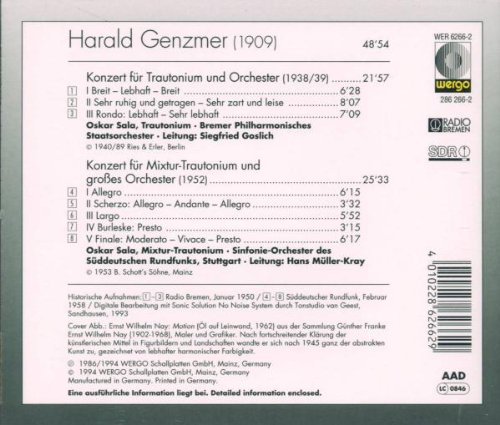 Harald Genzmer (1909) 48'54
WER 6266-2
wergo
286 266-2
RADIO
BREMEN
SDR
Konzert für Trautonium und Orchester (1938/39) .......... 21'57
1 I Breit – Lebhaft – Breit .......... 6'28
2 II Sehr ruhig und getragen – Sehr zart und leise .......... 8'07
3 III Rondo: Lebhaft – Sehr lebhaft .......... 7'09
Oskar Sala, Trautonium · Bremer Philharmonisches
Staatsorchester · Leitung: Siegfried Goslich
© 1940/89 Ries & Erler, Berlin
Konzert für Mixtur-Trautonium und
großes Orchester (1952) .......... 25'33
4 I Allegro .......... 6'15
5 II Scherzo: Allegro – Andante – Allegro .......... 3'32
6 III Largo .......... 5'52
7 IV Burleske: Presto .......... 3'15
8 V Finale: Moderato – Vivace – Presto .......... 6'17
Oskar Sala, Mixtur-Trautonium · Sinfonie-Orchester des
Süddeutschen Rundfunks, Stuttgart · Leitung: Hans Müller-Kray
© 1953 B. Schott's Söhne, Mainz
Historische Aufnahmen: 1–3 Radio Bremen, Januar 1950 / 4–8 Süddeutscher Rundfunk, Februar
1958 / Digitale Bearbeitung mit Sonic Solution No Noise System durch Tonstudio van Geest,
Sandhausen, 1993
Cover Abb.: Ernst Wilhelm Nay: Motion (Öl auf Leinwand, 1962) aus der Sammlung Günther Franke
Ernst Wilhelm Nay (1902-1968), Maler und Grafiker. Nach fortschreitender Klärung der
künstlerischen Mittel in Figurbildern und Landschaften wandte er sich nach 1945 ganz der abstrakten
Kunst zu, gezeichnet von lebhafter harmonischer Farbigkeit.
℗ 1986/1994 WERGO Schallplatten GmbH, Mainz, Germany
© 1994 WERGO Schallplatten GmbH, Mainz, Germany
Manufactured in Germany. Printed in Germany.
Eine ausführliche Information liegt bei. Detailed information enclosed.
4 010228 626629
AAD
LC 0846